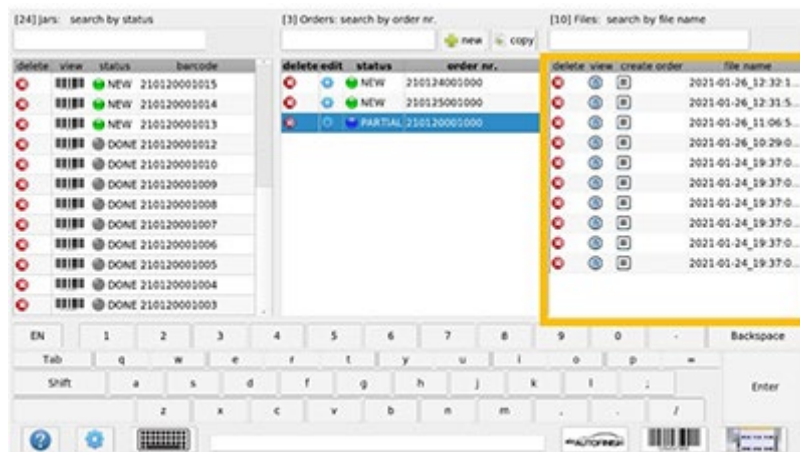 [24] Jars: search by status
[3] Orders: search by order nr.
[10] Files: search by file name
new
copy
delete view status barcode
NEW 210120001015
NEW 210120001014
NEW 210120001013
DONE 210120001012
DONE 210120001010
DONE 210120001009
DONE 210120001008
DONE 210120001007
DONE 210120001006
DONE 210120001005
DONE 210120001004
DONE 210120001003
delete edit status order nr.
NEW 210124001000
NEW 210125001000
PARTIAL 210120001000
delete view create order file name
2021-01-26_12:32:1...
2021-01-26_12:31:5...
2021-01-26_11:06:5...
2021-01-26_10:29:0...
2021-01-24_19:37:0...
2021-01-24_19:37:0...
2021-01-24_19:37:0...
2021-01-24_19:37:0...
2021-01-24_19:37:0...
2021-01-24_19:37:0...
EN 1 2 3 4 5 6 7 8 9 0 - Backspace
Tab q w e r t y u i o p =
Shift a s d f g h j k l ; Enter
z x c v b n m , . /
AUTOFINISH